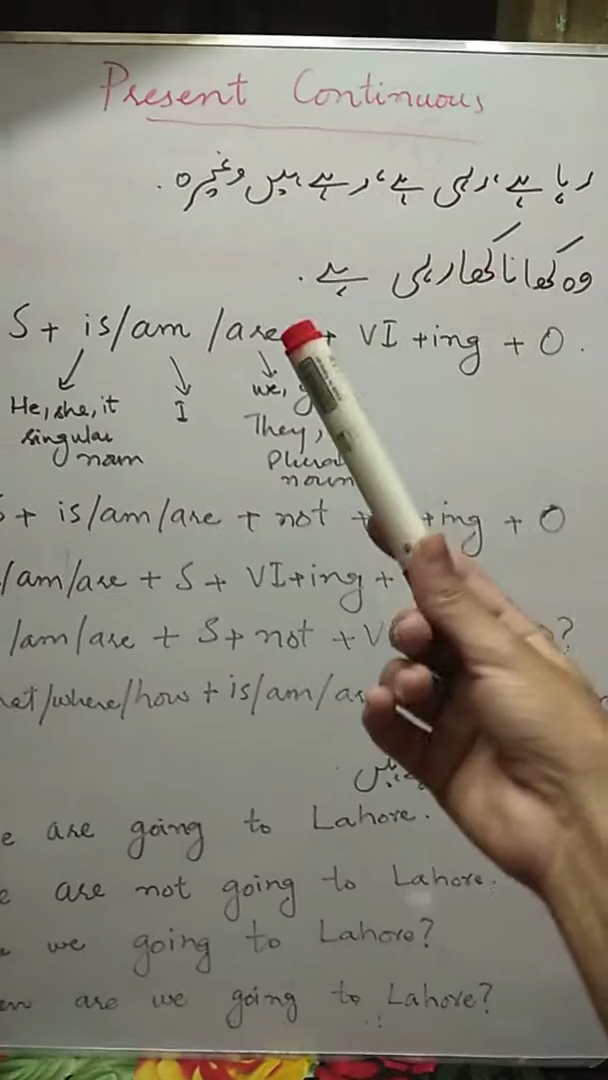 Present Continuous
رہا ہے، رہی ہے، رہے ہیں وغیرہ.
وہ کھانا کھا رہی ہے.
S + is/am /are + VI +ing + O.
He, she, it I we,
singular They,
nam Plural
noun
+ is/am/are + not + +ing + O
/am/are + S + VI+ing +
/am/are + S + not + ?
/where/how + is/am/
are going to Lahore.
are not going to Lahore.
we going to Lahore?
are we going to Lahore?